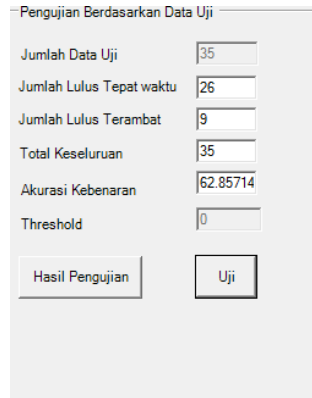 Pengujian Berdasarkan Data Uji
Jumlah Data Uji 35
Jumlah Lulus Tepat waktu 26
Jumlah Lulus Terambat 9
Total Keseluruan 35
Akurasi Kebenaran 62.85714
Threshold 0
Hasil Pengujian Uji